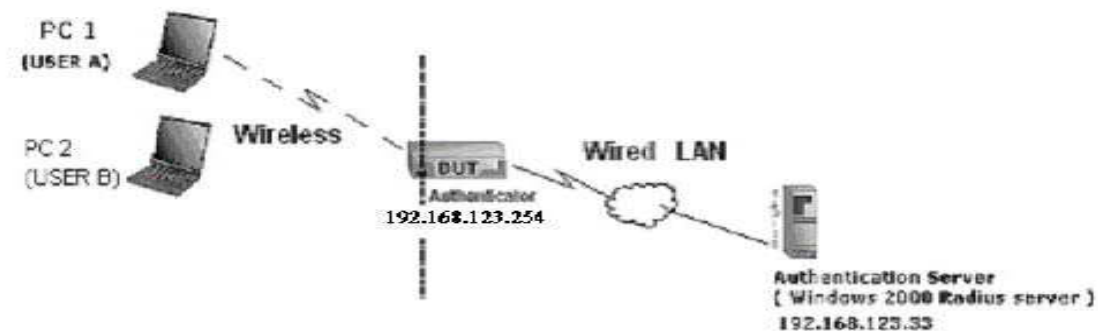 PC 1
(USER A)
Wireless
PC 2
(USER B)
DUT
Authenticator
192.168.123.254
Wired LAN
Authentication Server
( Windows 2000 Radius server )
192.168.123.33